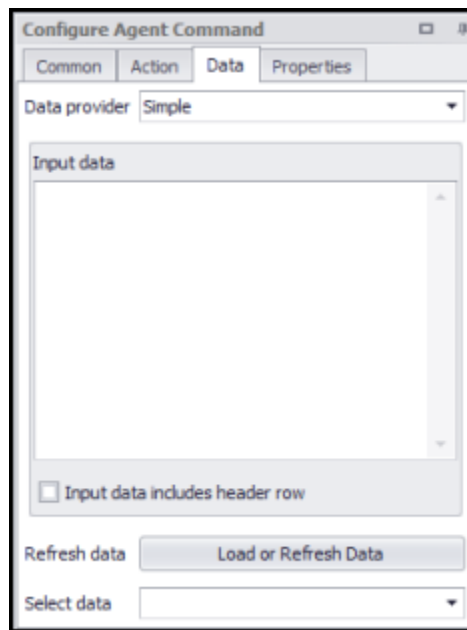 Configure Agent Command
Common Action Data Properties
Data provider Simple
Input data
Input data includes header row
Refresh data Load or Refresh Data
Select data